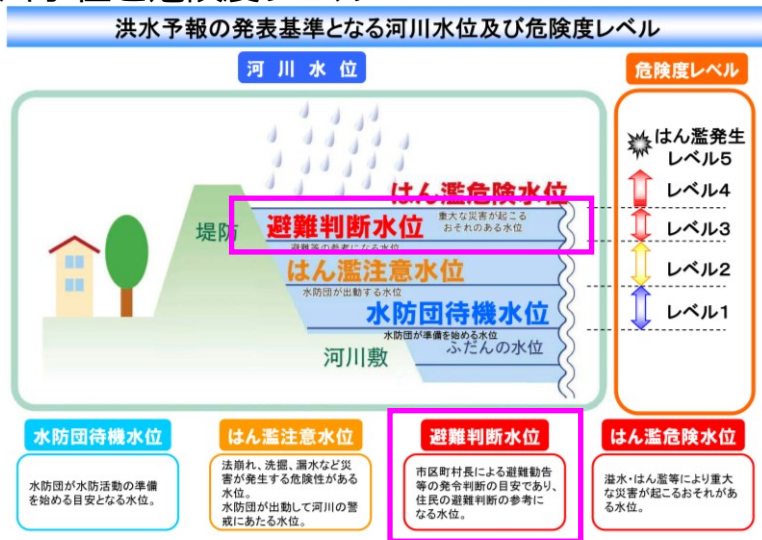 洪水予報の発表基準となる河川水位及び危険度レベル
河川水位
危険度レベル
はん濫発生
レベル5
はん濫危険水位
レベル4
重大な災害が起こる
おそれのある水位
避難判断水位
レベル3
堤防
避難等の参考になる水位
はん濫注意水位
レベル2
水防団が出動する水位
水防団待機水位
レベル1
水防団が準備を始める水位
ふだんの水位
河川敷
水防団待機水位
水防団が水防活動の準備
を始める目安となる水位。
はん濫注意水位
法崩れ、洗掘、漏水など災
害が発生する危険性がある
水位。
水防団が出動して河川の警
戒にあたる水位。
避難判断水位
市区町村長による避難勧告
等の発令判断の目安であり、
住民の避難判断の参考に
なる水位。
はん濫危険水位
溢水・はん濫等により重大
な災害が起こるおそれがあ
る水位。